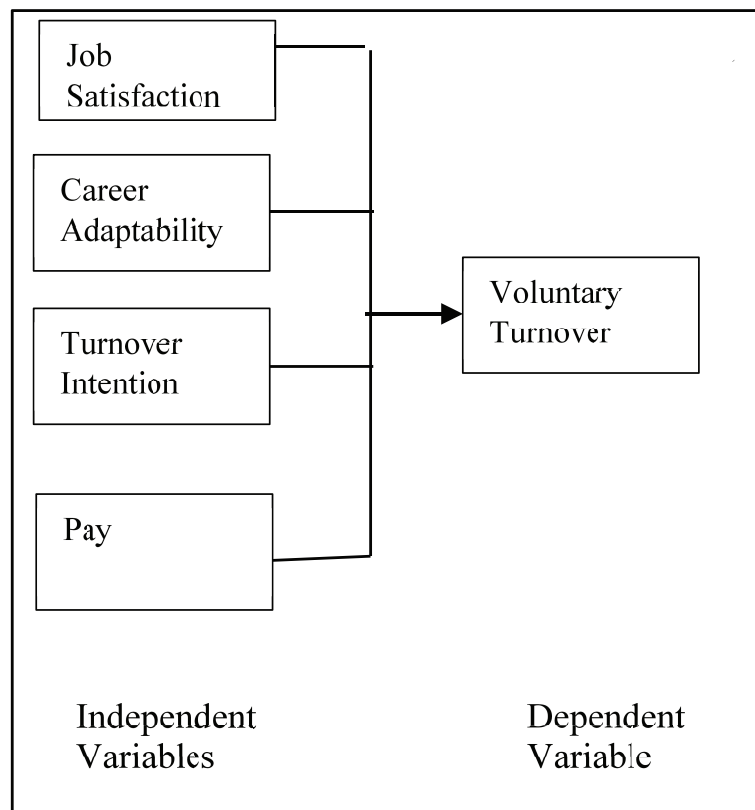 Job
Satisfaction
Career
Adaptability
Turnover
Intention
Pay
Voluntary
Turnover
Independent
Variables
Dependent
Variable